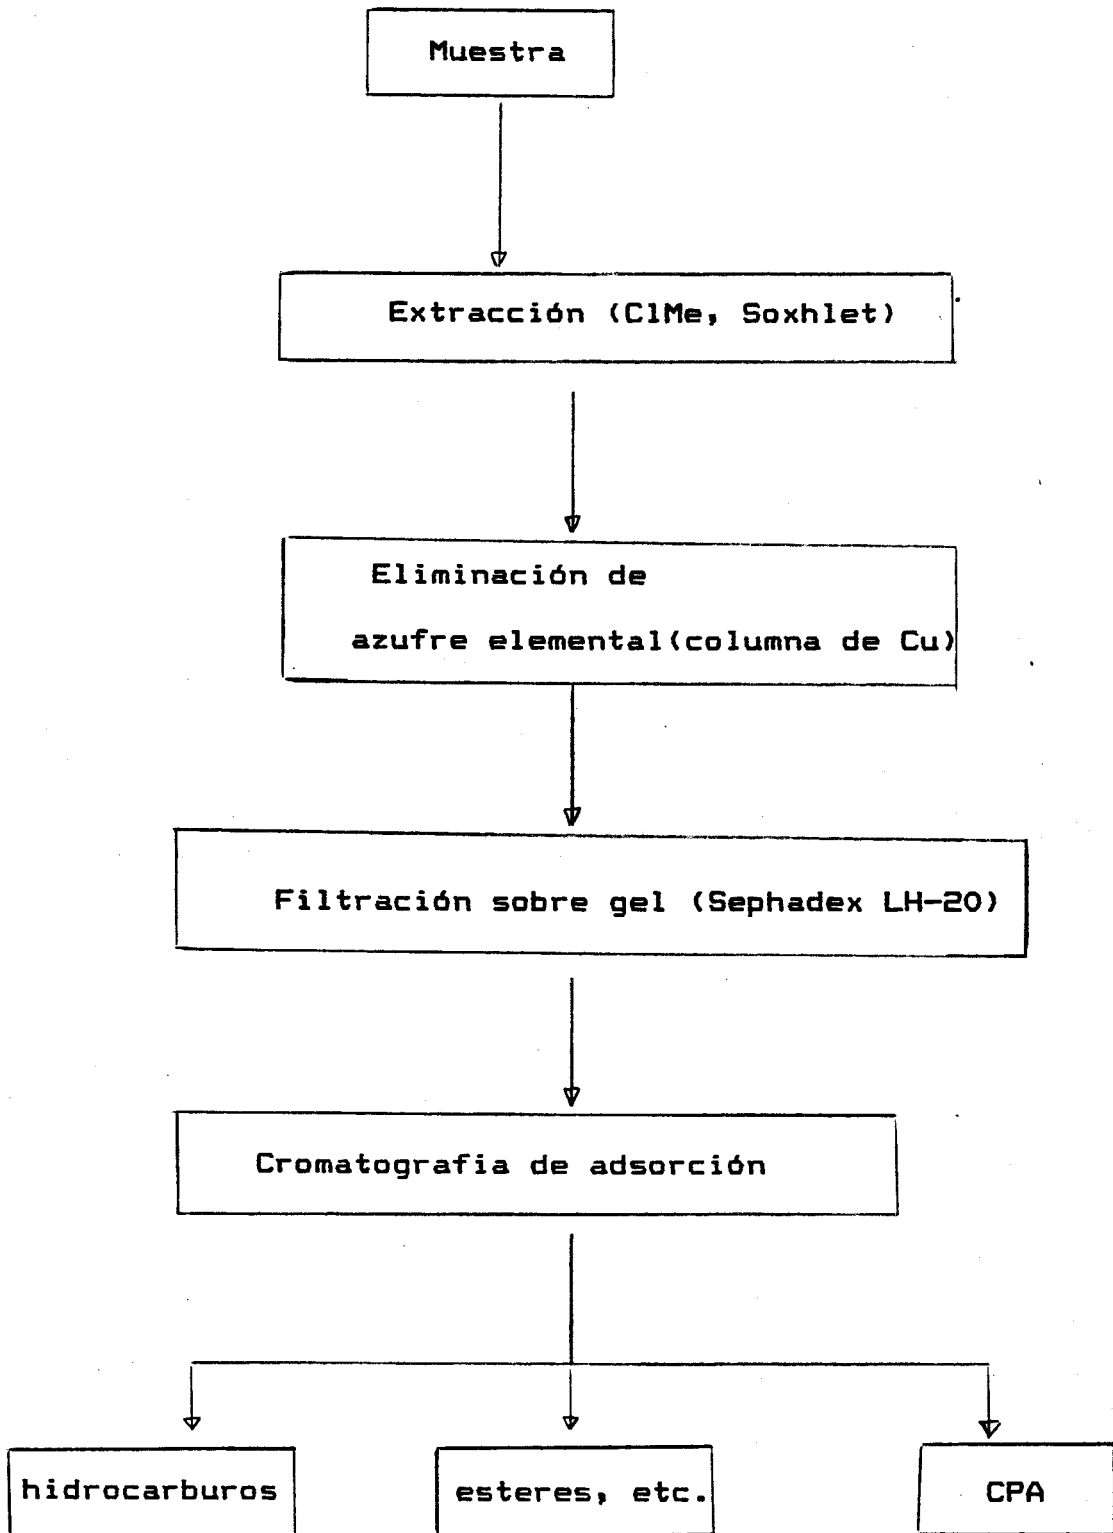 Muestra
Extracción (ClMe, Soxhlet)
Eliminación de
azufre elemental(columna de Cu)
Filtración sobre gel (Sephadex LH-20)
Cromatografia de adsorción
hidrocarburos
esteres, etc.
CPA